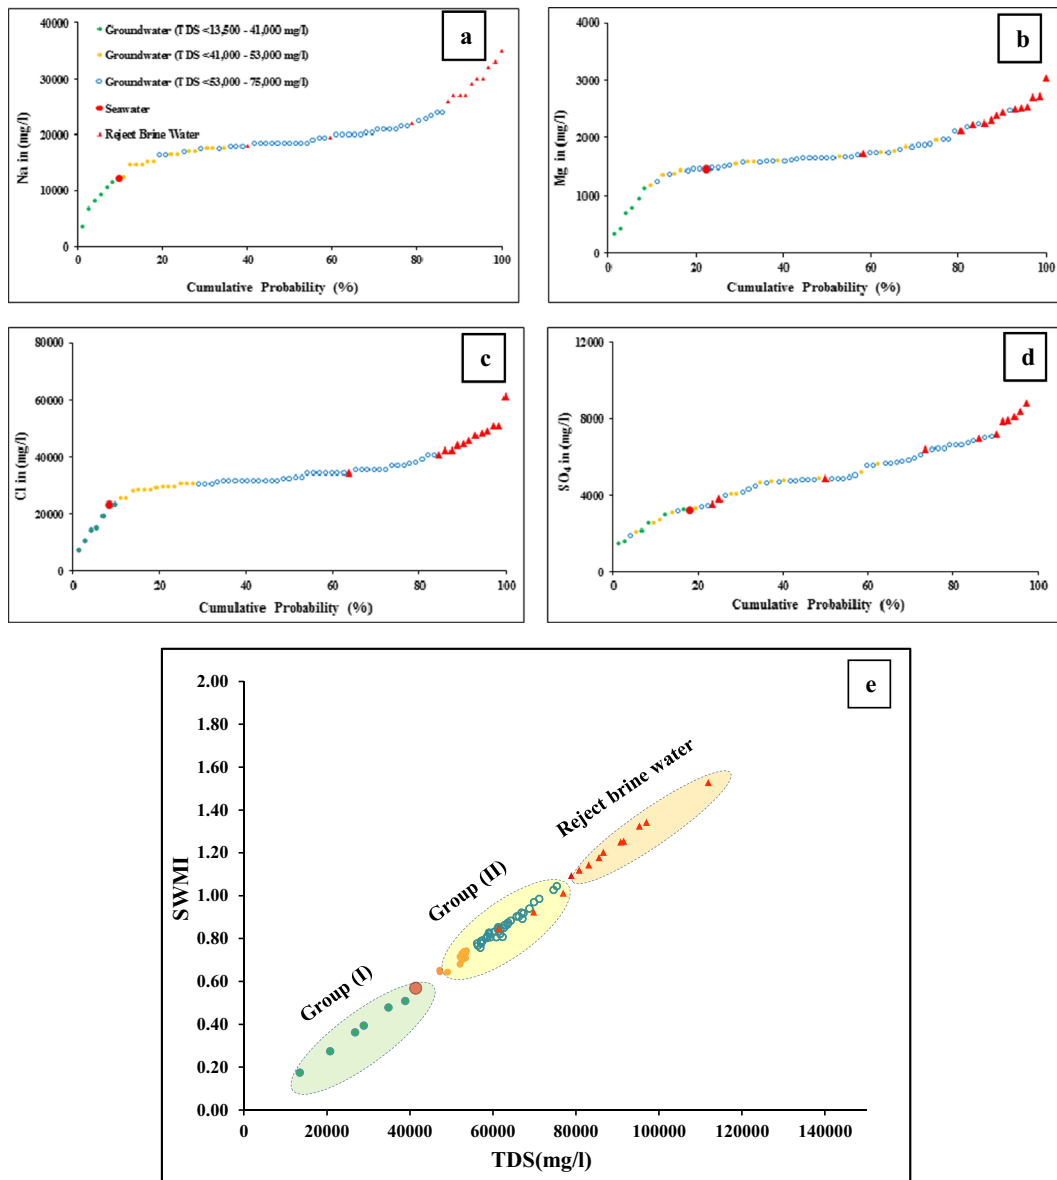 a
Groundwater (TDS <13,500 - 41,000 mg/l)
Groundwater (TDS <41,000 - 53,000 mg/l)
Groundwater (TDS <53,000 - 75,000 mg/l)
Seawater
Reject Brine Water
Na in (mg/l)
40000
30000
20000
10000
0
0 20 40 60 80 100
Cumulative Probability (%)
b
Mg in (mg/l)
4000
3000
2000
1000
0
0 20 40 60 80 100
Cumulative Probability (%)
c
Cl in (mg/l)
80000
60000
40000
20000
0
0 20 40 60 80 100
Cumulative Probability (%)
d
SO4 in (mg/l)
12000
8000
4000
0
0 20 40 60 80 100
Cumulative Probability (%)
e
SWMI
2.00
1.80
1.60
1.40
1.20
1.00
0.80
0.60
0.40
0.20
0.00
Reject brine water
Group (II)
Group (I)
0 20000 40000 60000 80000 100000 120000 140000
TDS(mg/l)